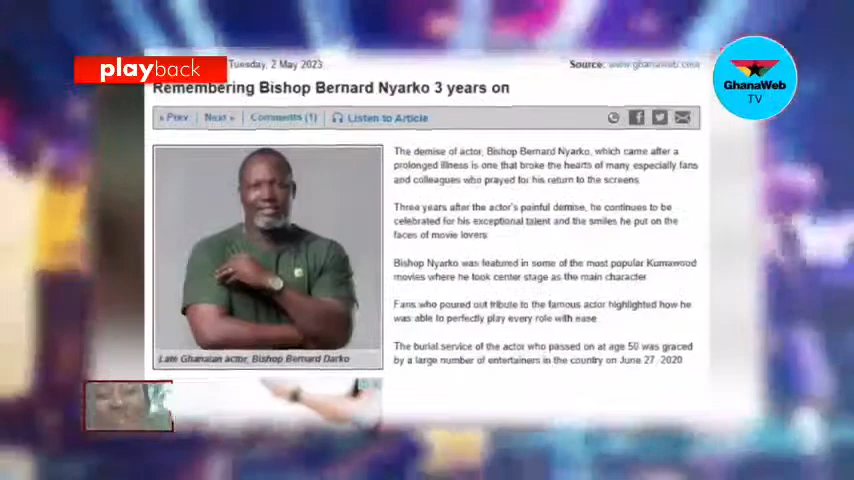 playback
Tuesday, 2 May 2023
Source: www.ghanaweb.com
GhanaWeb
TV
Remembering Bishop Bernard Nyarko 3 years on
« Prev
Next »
Comments (1)
Listen to Article
The demise of actor, Bishop Bernard Nyarko, which came after a
prolonged illness is one that broke the hearts of many especially fans
and colleagues who prayed for his return to the screens.
Three years after the actor's painful demise, he continues to be
celebrated for his exceptional talent and the smiles he put on the
faces of movie lovers.
Bishop Nyarko was featured in some of the most popular Kumawood
movies where he took center stage as the main character.
Fans who poured out tribute to the famous actor highlighted how he
was able to perfectly play every role with ease.
The burial service of the actor who passed on at age 50 was graced
by a large number of entertainers in the country on June 27, 2020
Late Ghanaian actor, Bishop Bernard Darko